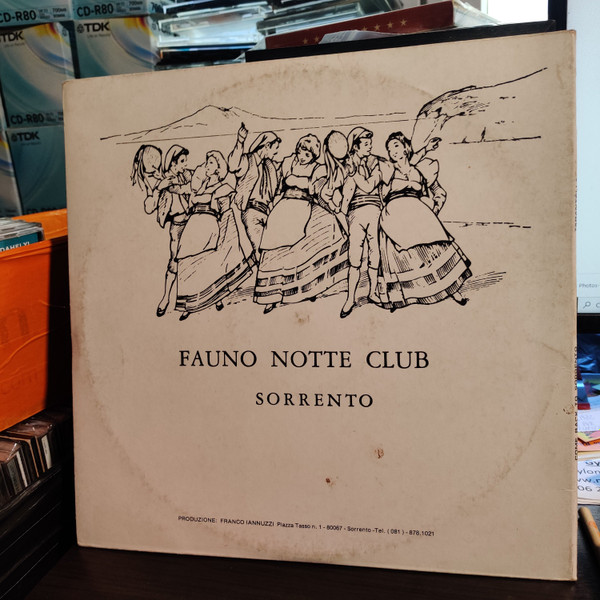 CD-R80
CD-R80
TDK
TDK
CD-R80
TDK
FAUNO NOTTE CLUB
SORRENTO
PRODUZIONE: FRANCO IANNUZZI Piazza Tasso n. 1 - 80067 - Sorrento -Tel. ( 081 ) - 878.1021
Photos